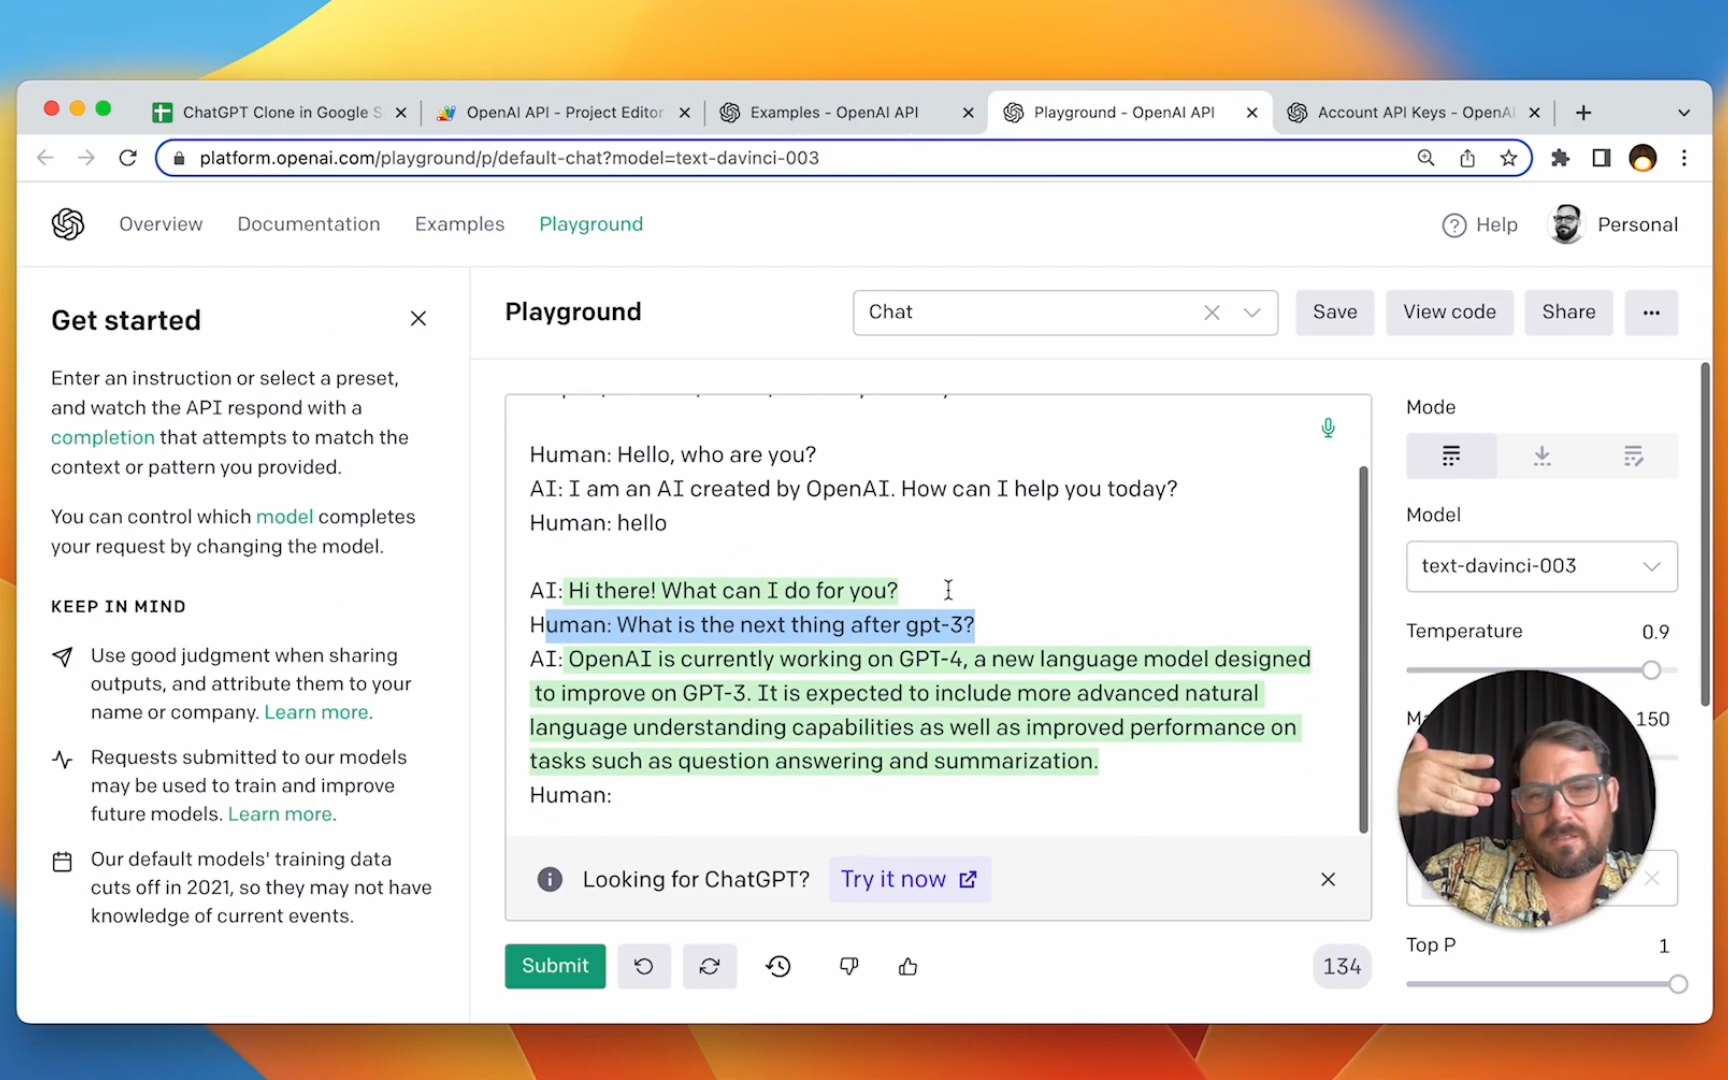 ChatGPT Clone in Google S
OpenAI API - Project Editor
Examples - OpenAI API
Playground - OpenAI API
Account API Keys - OpenAI
platform.openai.com/playground/p/default-chat?model=text-davinci-003
Overview
Documentation
Examples
Playground
Help
Personal
Get started
Enter an instruction or select a preset,
and watch the API respond with a
completion that attempts to match the
context or pattern you provided.
You can control which model completes
your request by changing the model.
KEEP IN MIND
Use good judgment when sharing
outputs, and attribute them to your
name or company. Learn more.
Requests submitted to our models
may be used to train and improve
future models. Learn more.
Our default models' training data
cuts off in 2021, so they may not have
knowledge of current events.
Playground
Chat
Save
View code
Share
Human: Hello, who are you?
AI: I am an AI created by OpenAI. How can I help you today?
Human: hello
AI: Hi there! What can I do for you?
Human: What is the next thing after gpt-3?
AI: OpenAI is currently working on GPT-4, a new language model designed
to improve on GPT-3. It is expected to include more advanced natural
language understanding capabilities as well as improved performance on
tasks such as question answering and summarization.
Human:
Looking for ChatGPT?
Try it now
Submit
134
Mode
Model
text-davinci-003
Temperature 0.9
150
Top P 1